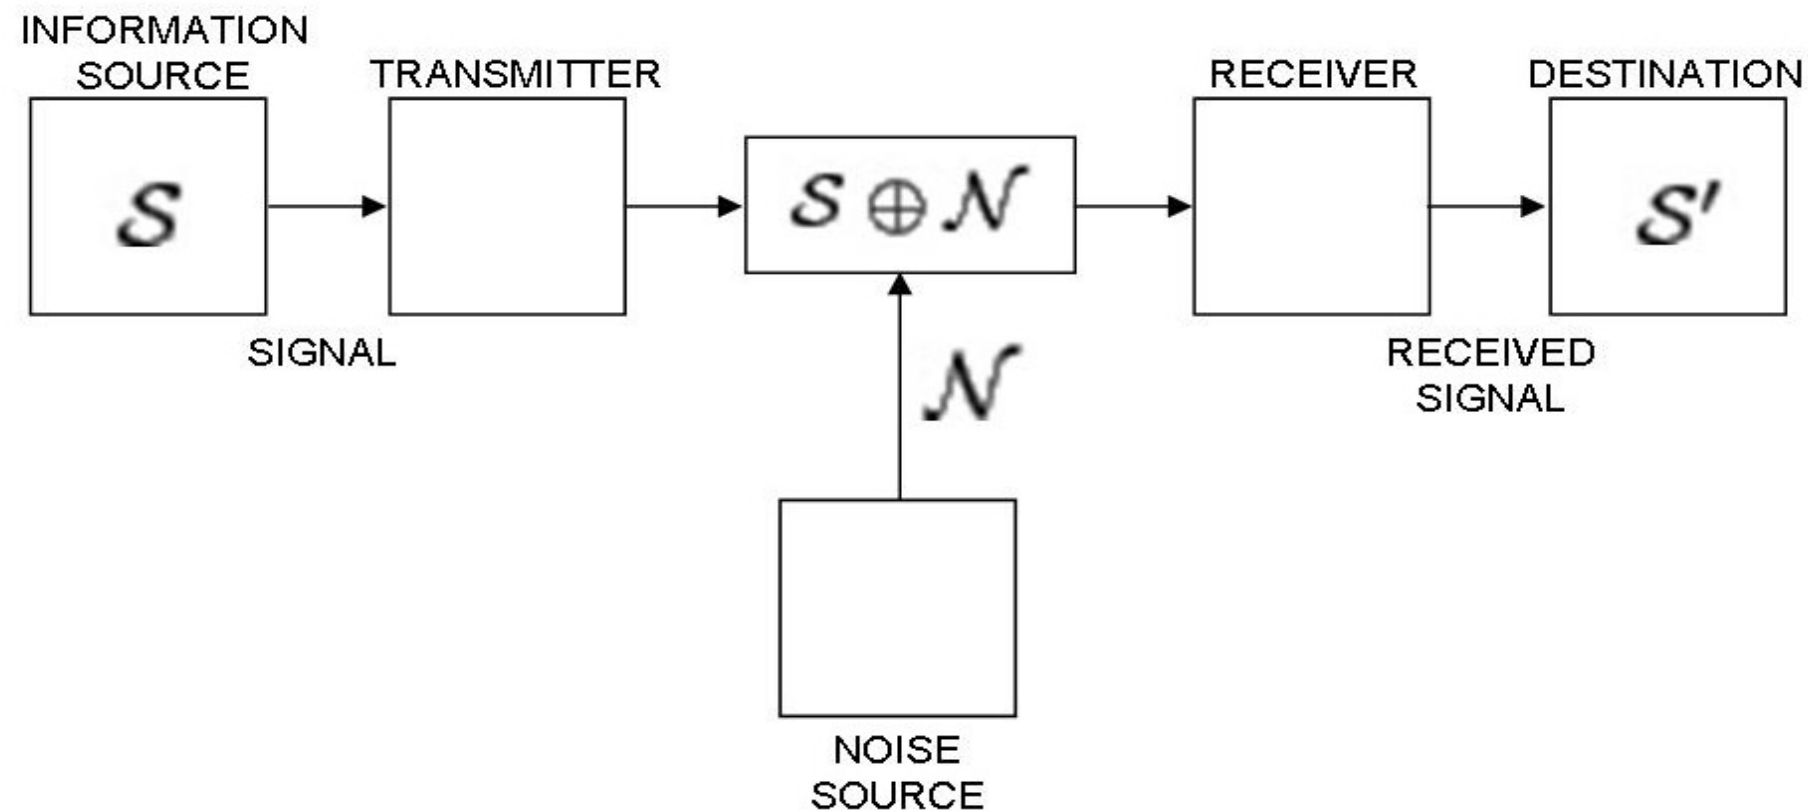 INFORMATION
SOURCE
TRANSMITTER
RECEIVER
DESTINATION
𝒮
𝒮 ⊕ 𝒩
𝒮′
SIGNAL
𝒩
RECEIVED
SIGNAL
NOISE
SOURCE